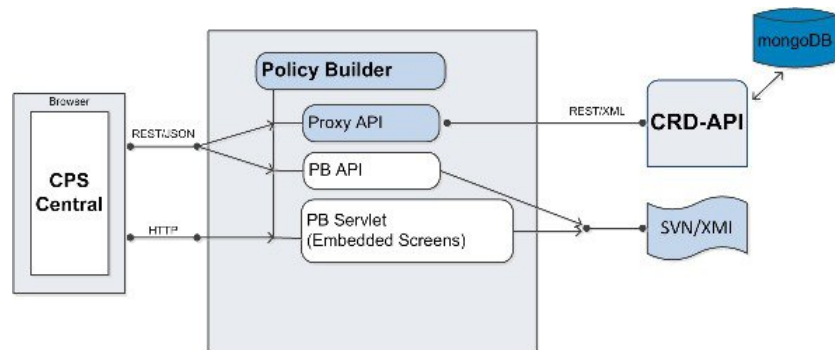 mongoDB
Policy Builder
Browser
REST/JSON
Proxy API
REST/XML
CRD-API
CPS
Central
PB API
HTTP
PB Servlet
(Embedded Screens)
SVN/XMI